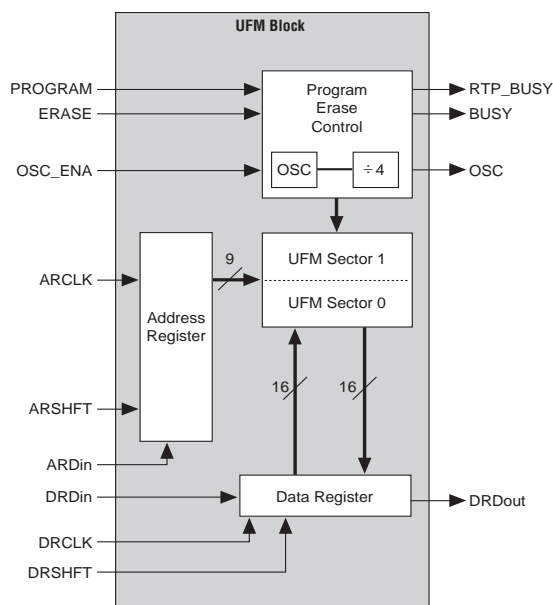 UFM Block
PROGRAM
ERASE
OSC_ENA
Program
Erase
Control
OSC
÷ 4
RTP_BUSY
BUSY
OSC
9
UFM Sector 1
UFM Sector 0
ARCLK
Address
Register
ARSHFT
16
16
ARDin
DRDin
Data Register
DRDout
DRCLK
DRSHFT